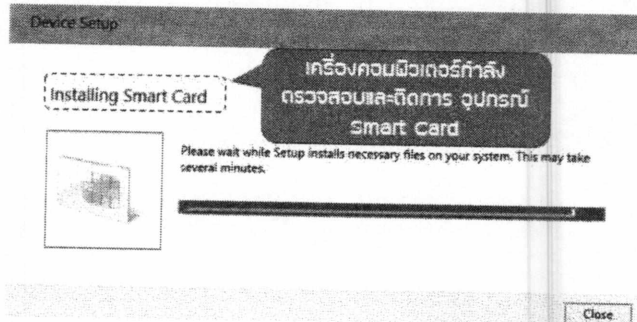 Device Setup
Installing Smart Card
เครื่องคอมพิวเตอร์กำลัง
ตรวจสอบและติดการ อุปกรณ์
Smart Card
Please wait while Setup installs necessary files on your system. This may take
several minutes.
Close